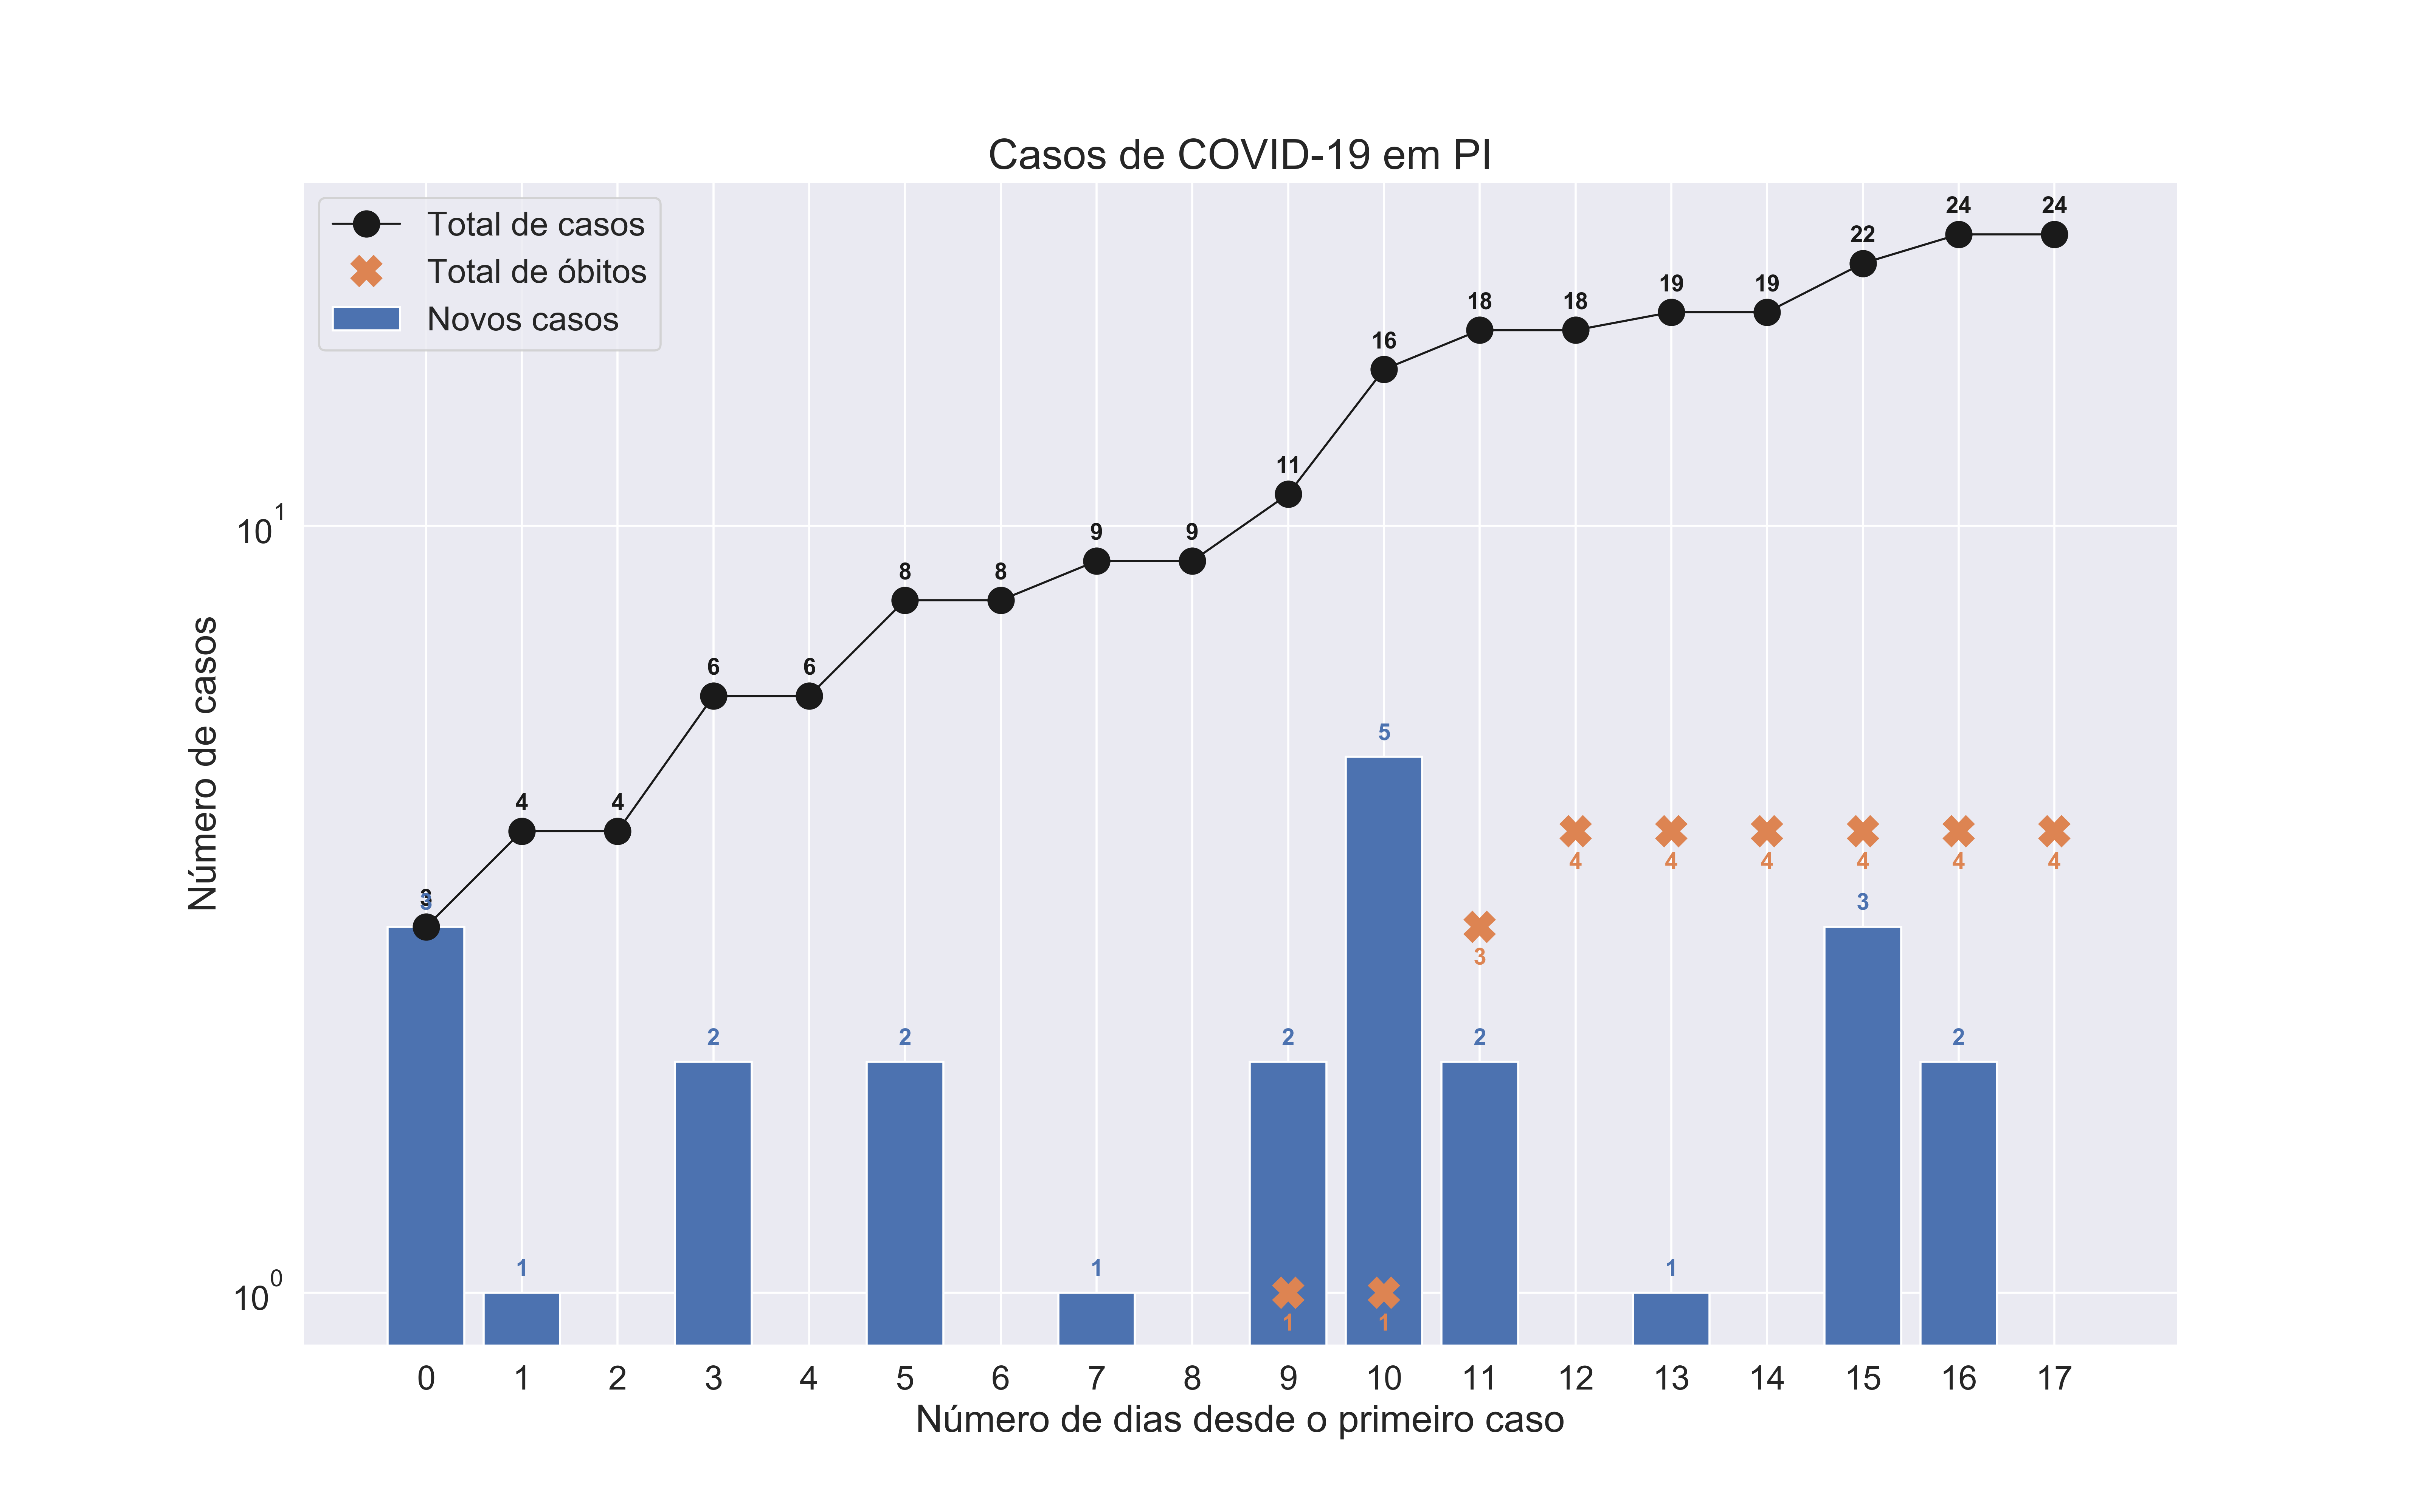 Casos de COVID-19 em PI
Total de casos
Total de óbitos
Novos casos
24 24
22
19 19
18 18
16
11
10^1
9 9
8 8
6 6
5
4 4
4 4 4 4 4 4
3
3
3
3
2 2 2 2 2
1 1 1
10^0
1 1
0 1 2 3 4 5 6 7 8 9 10 11 12 13 14 15 16 17
Número de dias desde o primeiro caso
Número de casos